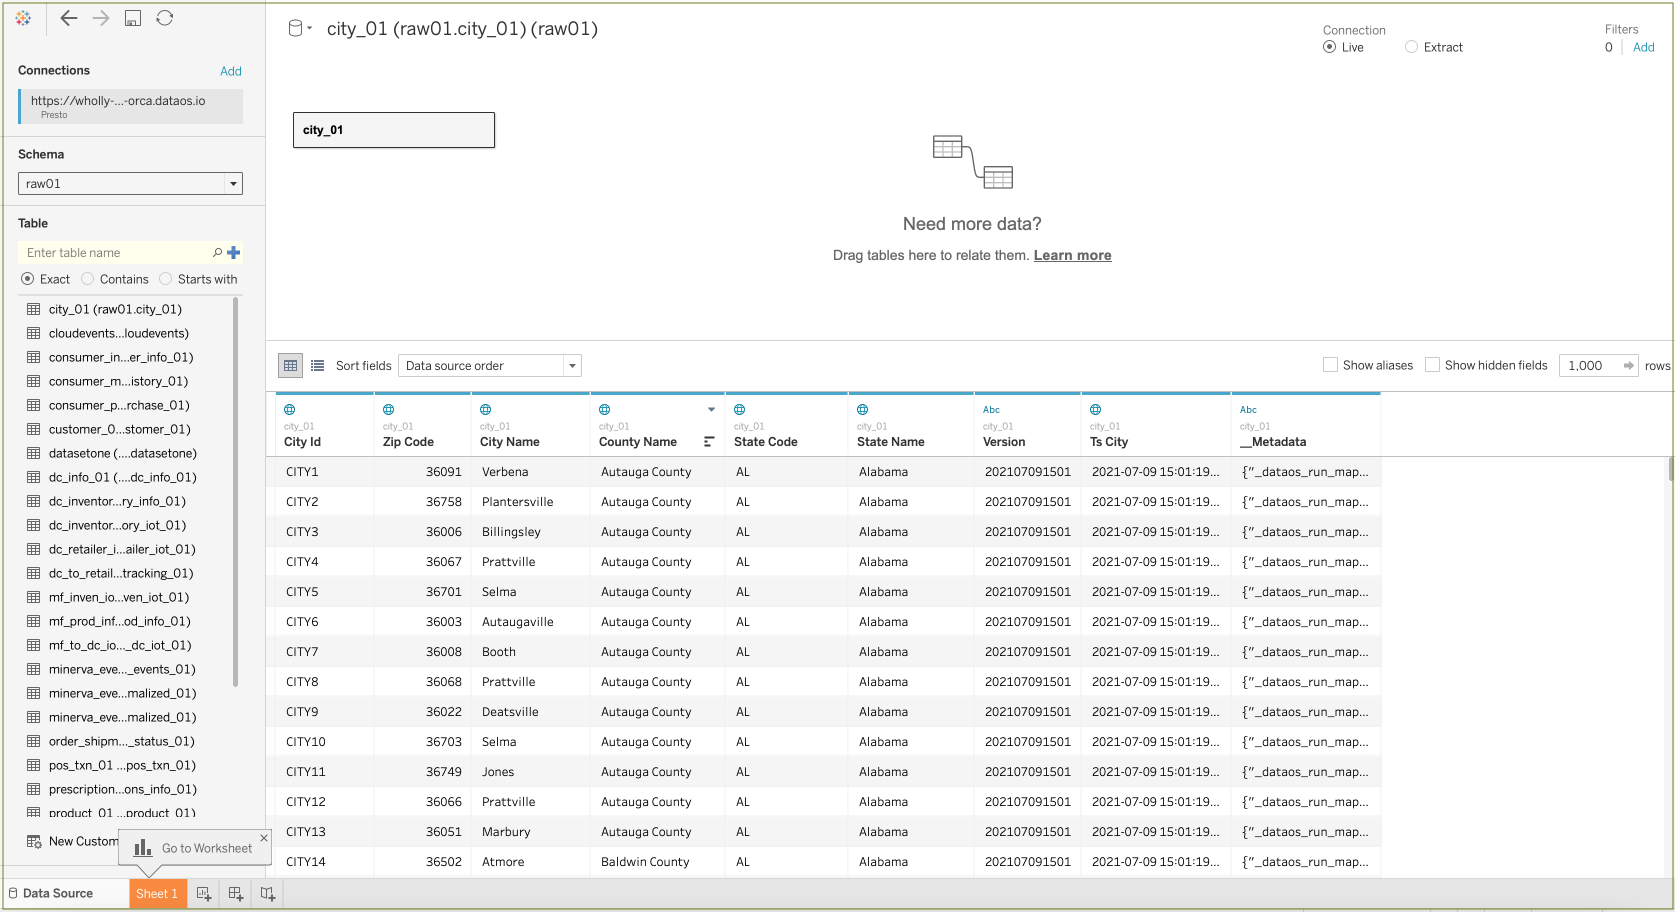 city_01 (raw01.city_01) (raw01)
Connection
Live
Extract
Filters
0
Add
Connections
Add
https://wholly-...-orca.dataos.io
Presto
Schema
raw01
Table
Enter table name
Exact
Contains
Starts with
city_01 (raw01.city_01)
cloudevents...loudevents)
consumer_in...er_info_01)
consumer_m...istory_01)
consumer_p...rchase_01)
customer_0...stomer_01)
datasetone (....datasetone)
dc_info_01 (....dc_info_01)
dc_inventor...ry_info_01)
dc_inventor...ory_iot_01)
dc_retailer_i...ailer_iot_01)
dc_to_retail...tracking_01)
mf_inven_io...ven_iot_01)
mf_prod_inf...od_info_01)
mf_to_dc_io..._dc_iot_01)
minerva_eve..._events_01)
minerva_eve...malized_01)
minerva_eve...malized_01)
order_shipm..._status_01)
pos_txn_01 ...pos_txn_01)
prescription...ons_info_01)
product_01 ...product_01)
New Custom
Go to Worksheet
city_01
Need more data?
Drag tables here to relate them. Learn more
Sort fields
Data source order
Show aliases
Show hidden fields
1,000
rows
Abc
Abc
city_01 city_01 city_01 city_01 city_01 city_01 city_01 city_01 city_01
City Id Zip Code City Name County Name State Code State Name Version Ts City __Metadata
CITY1 36091 Verbena Autauga County AL Alabama 202107091501 2021-07-09 15:01:19... {"_dataos_run_map...
CITY2 36758 Plantersville Autauga County AL Alabama 202107091501 2021-07-09 15:01:19... {"_dataos_run_map...
CITY3 36006 Billingsley Autauga County AL Alabama 202107091501 2021-07-09 15:01:19... {"_dataos_run_map...
CITY4 36067 Prattville Autauga County AL Alabama 202107091501 2021-07-09 15:01:19... {"_dataos_run_map...
CITY5 36701 Selma Autauga County AL Alabama 202107091501 2021-07-09 15:01:19... {"_dataos_run_map...
CITY6 36003 Autaugaville Autauga County AL Alabama 202107091501 2021-07-09 15:01:19... {"_dataos_run_map...
CITY7 36008 Booth Autauga County AL Alabama 202107091501 2021-07-09 15:01:19... {"_dataos_run_map...
CITY8 36068 Prattville Autauga County AL Alabama 202107091501 2021-07-09 15:01:19... {"_dataos_run_map...
CITY9 36022 Deatsville Autauga County AL Alabama 202107091501 2021-07-09 15:01:19... {"_dataos_run_map...
CITY10 36703 Selma Autauga County AL Alabama 202107091501 2021-07-09 15:01:19... {"_dataos_run_map...
CITY11 36749 Jones Autauga County AL Alabama 202107091501 2021-07-09 15:01:19... {"_dataos_run_map...
CITY12 36066 Prattville Autauga County AL Alabama 202107091501 2021-07-09 15:01:19... {"_dataos_run_map...
CITY13 36051 Marbury Autauga County AL Alabama 202107091501 2021-07-09 15:01:19... {"_dataos_run_map...
CITY14 36502 Atmore Baldwin County AL Alabama 202107091501 2021-07-09 15:01:19... {"_dataos_run_map...
Data Source
Sheet 1